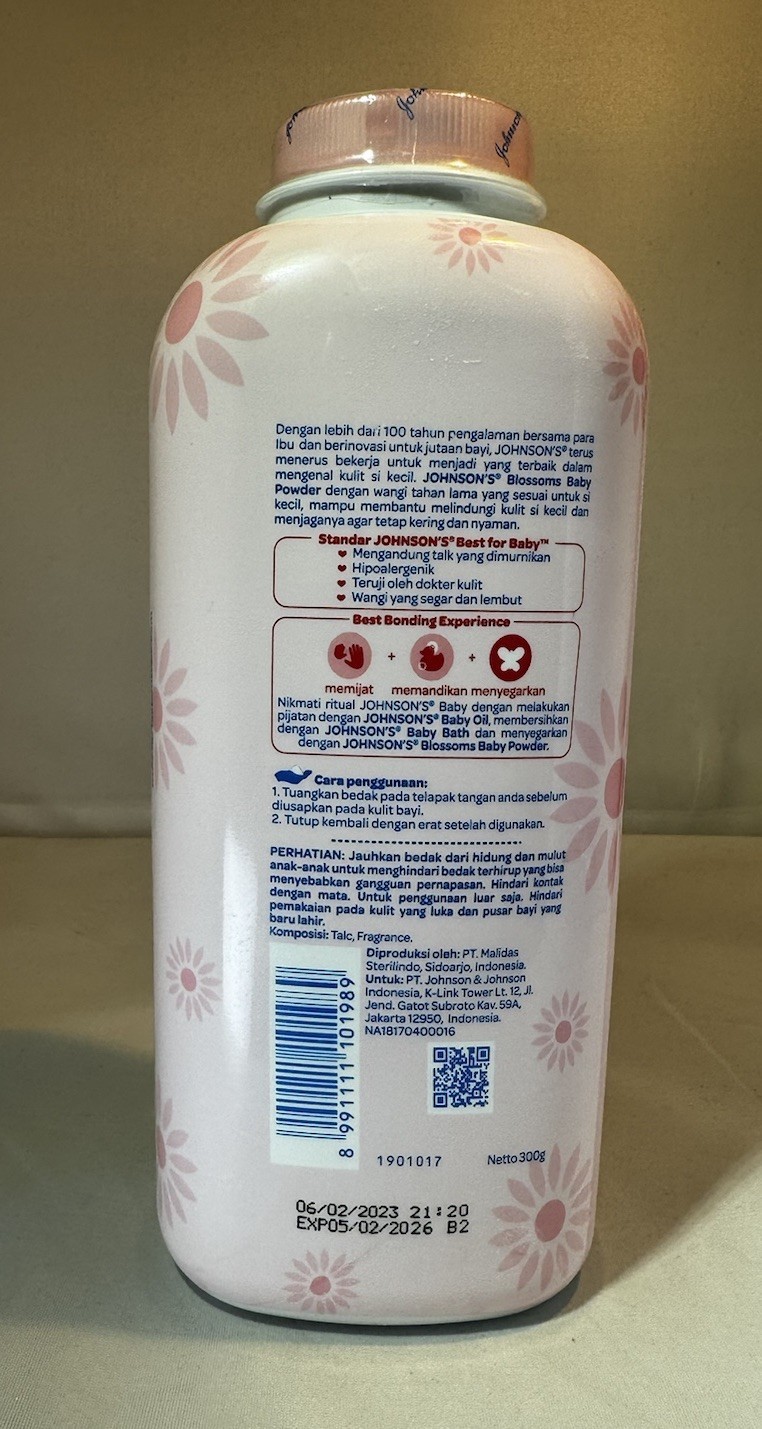 Joh
Joh
Johnson
Dengan lebih dari 100 tahun pengalaman bersama para
Ibu dan berinovasi untuk jutaan bayi, JOHNSON'S® terus
menerus bekerja untuk menjadi yang terbaik dalam
mengenal kulit si kecil. JOHNSON'S® Blossoms Baby
Powder dengan wangi tahan lama yang sesuai untuk si
kecil, mampu membantu melindungi kulit si kecil dan
menjaganya agar tetap kering dan nyaman.
Standar JOHNSON'S® Best for Baby™
Mengandung talk yang dimurnikan
Hipoalergenik
Teruji oleh dokter kulit
Wangi yang segar dan lembut
Best Bonding Experience
+ +
memijat memandikan menyegarkan
Nikmati ritual JOHNSON'S® Baby dengan melakukan
pijatan dengan JOHNSON'S® Baby Oil, membersihkan
dengan JOHNSON'S® Baby Bath dan menyegarkan
dengan JOHNSON'S® Blossoms Baby Powder.
Cara penggunaan:
1. Tuangkan bedak pada telapak tangan anda sebelum
diusapkan pada kulit bayi.
2. Tutup kembali dengan erat setelah digunakan.
PERHATIAN: Jauhkan bedak dari hidung dan mulut
anak-anak untuk menghindari bedak terhirup yang bisa
menyebabkan gangguan pernapasan. Hindari kontak
dengan mata. Untuk penggunaan luar saja. Hindari
pemakaian pada kulit yang luka dan pusar bayi yang
baru lahir.
Komposisi: Talc, Fragrance.
Diproduksi oleh: PT. Malidas
Sterilindo, Sidoarjo, Indonesia.
Untuk: PT. Johnson & Johnson
Indonesia, K-Link Tower Lt. 12, Jl.
Jend. Gatot Subroto Kav. 59A,
Jakarta 12950, Indonesia.
NA18170400016
8 991111 101989
1901017 Netto 300g
06/02/2023 21:20
EXP05/02/2026 B2